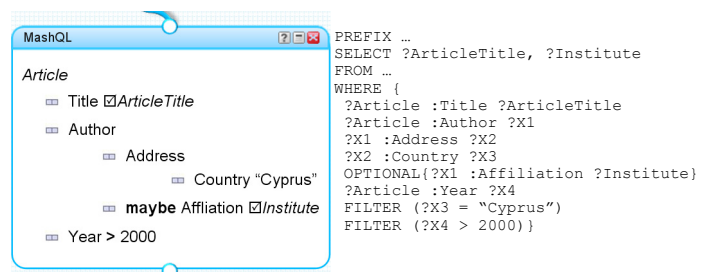 MashQL
Article
Title ☑ArticleTitle
Author
Address
Country “Cyprus”
maybe Affliation ☑Institute
Year > 2000
PREFIX …
SELECT ?ArticleTitle, ?Institute
FROM …
WHERE {
?Article :Title ?ArticleTitle
?Article :Author ?X1
?X1 :Address ?X2
?X2 :Country ?X3
OPTIONAL{?X1 :Affiliation ?Institute}
?Article :Year ?X4
FILTER (?X3 = “Cyprus”)
FILTER (?X4 > 2000)}